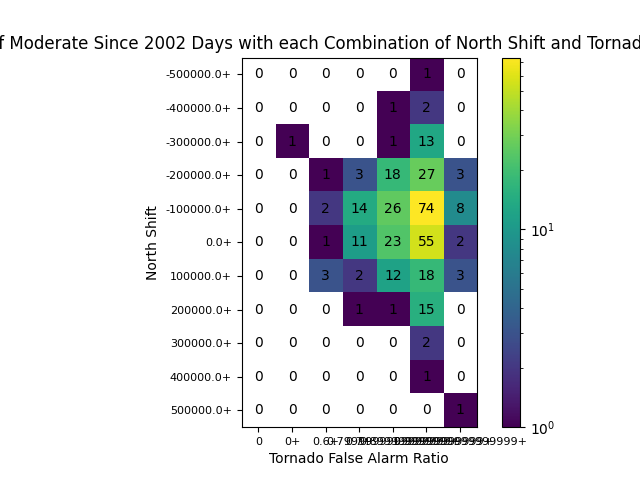 f Moderate Since 2002 Days with each Combination of North Shift and Tornad
-500000.0+ 0 0 0 0 0 1 0
-400000.0+ 0 0 0 0 1 2 0
-300000.0+ 0 1 0 0 1 13 0
-200000.0+ 0 0 1 3 18 27 3
-100000.0+ 0 0 2 14 26 74 8
0.0+ 0 0 1 11 23 55 2
100000.0+ 0 0 3 2 12 18 3
200000.0+ 0 0 0 1 1 15 0
300000.0+ 0 0 0 0 0 2 0
400000.0+ 0 0 0 0 0 1 0
500000.0+ 0 0 0 0 0 0 1
North Shift
0 0+
Tornado False Alarm Ratio
10^1
10^0